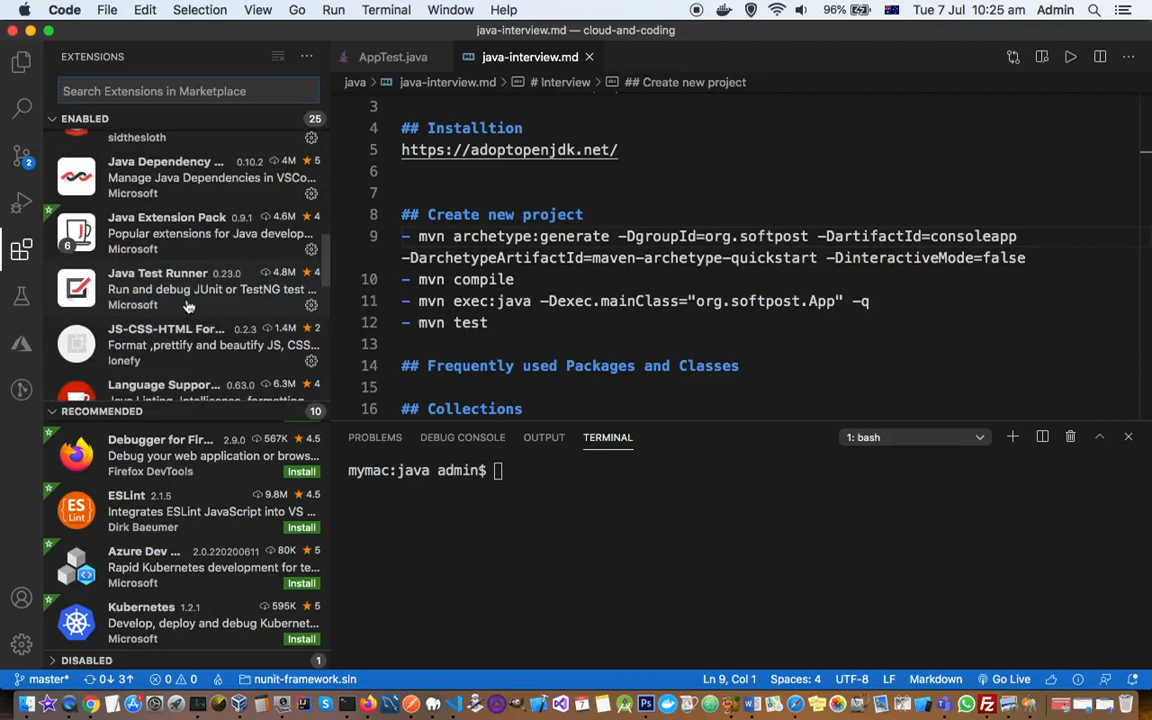 Code File Edit Selection View Go Run Terminal Window Help 96% Tue 7 Jul 10:25 am Admin
java-interview.md — cloud-and-coding
EXTENSIONS
Search Extensions in Marketplace
ENABLED 25
sidthesloth
Java Dependency ... 0.10.2 4M 5
Manage Java Dependencies in VSCo...
Microsoft
Java Extension Pack 0.9.1 4.6M 4
Popular extensions for Java develop...
6
Microsoft
Java Test Runner 0.23.0 4.8M 4
Run and debug JUnit or TestNG test ...
Microsoft
JS-CSS-HTML For... 0.2.3 1.4M 2
Format ,prettify and beautify JS, CSS...
lonefy
Language Suppor... 0.63.0 6.3M 4
Java Linting, Intellisense, formatting,
RECOMMENDED 10
Debugger for Fir... 2.9.0 567K 4.5
Debug your web application or brows...
Firefox DevTools Install
ESLint 2.1.5 9.8M 4.5
Integrates ESLint JavaScript into VS ...
Dirk Baeumer Install
Azure Dev ... 2.0.220200611 80K 5
Rapid Kubernetes development for te...
Microsoft Install
Kubernetes 1.2.1 595K 5
Develop, deploy and debug Kubernet...
Microsoft Install
DISABLED 1
2
AppTest.java java-interview.md
java > java-interview.md > # Interview > ## Create new project
3
4 ## Installtion
5 https://adoptopenjdk.net/
6
7
8 ## Create new project
9 - mvn archetype:generate -DgroupId=org.softpost -DartifactId=consoleapp
-DarchetypeArtifactId=maven-archetype-quickstart -DinteractiveMode=false
10 - mvn compile
11 - mvn exec:java -Dexec.mainClass="org.softpost.App" -q
12 - mvn test
13
14 ## Frequently used Packages and Classes
15
16 ## Collections
PROBLEMS DEBUG CONSOLE OUTPUT TERMINAL 1: bash
mymac:java admin$
master* 0↓ 3↑ 0 0 nunit-framework.sln Ln 9, Col 1 Spaces: 4 UTF-8 LF Markdown Go Live